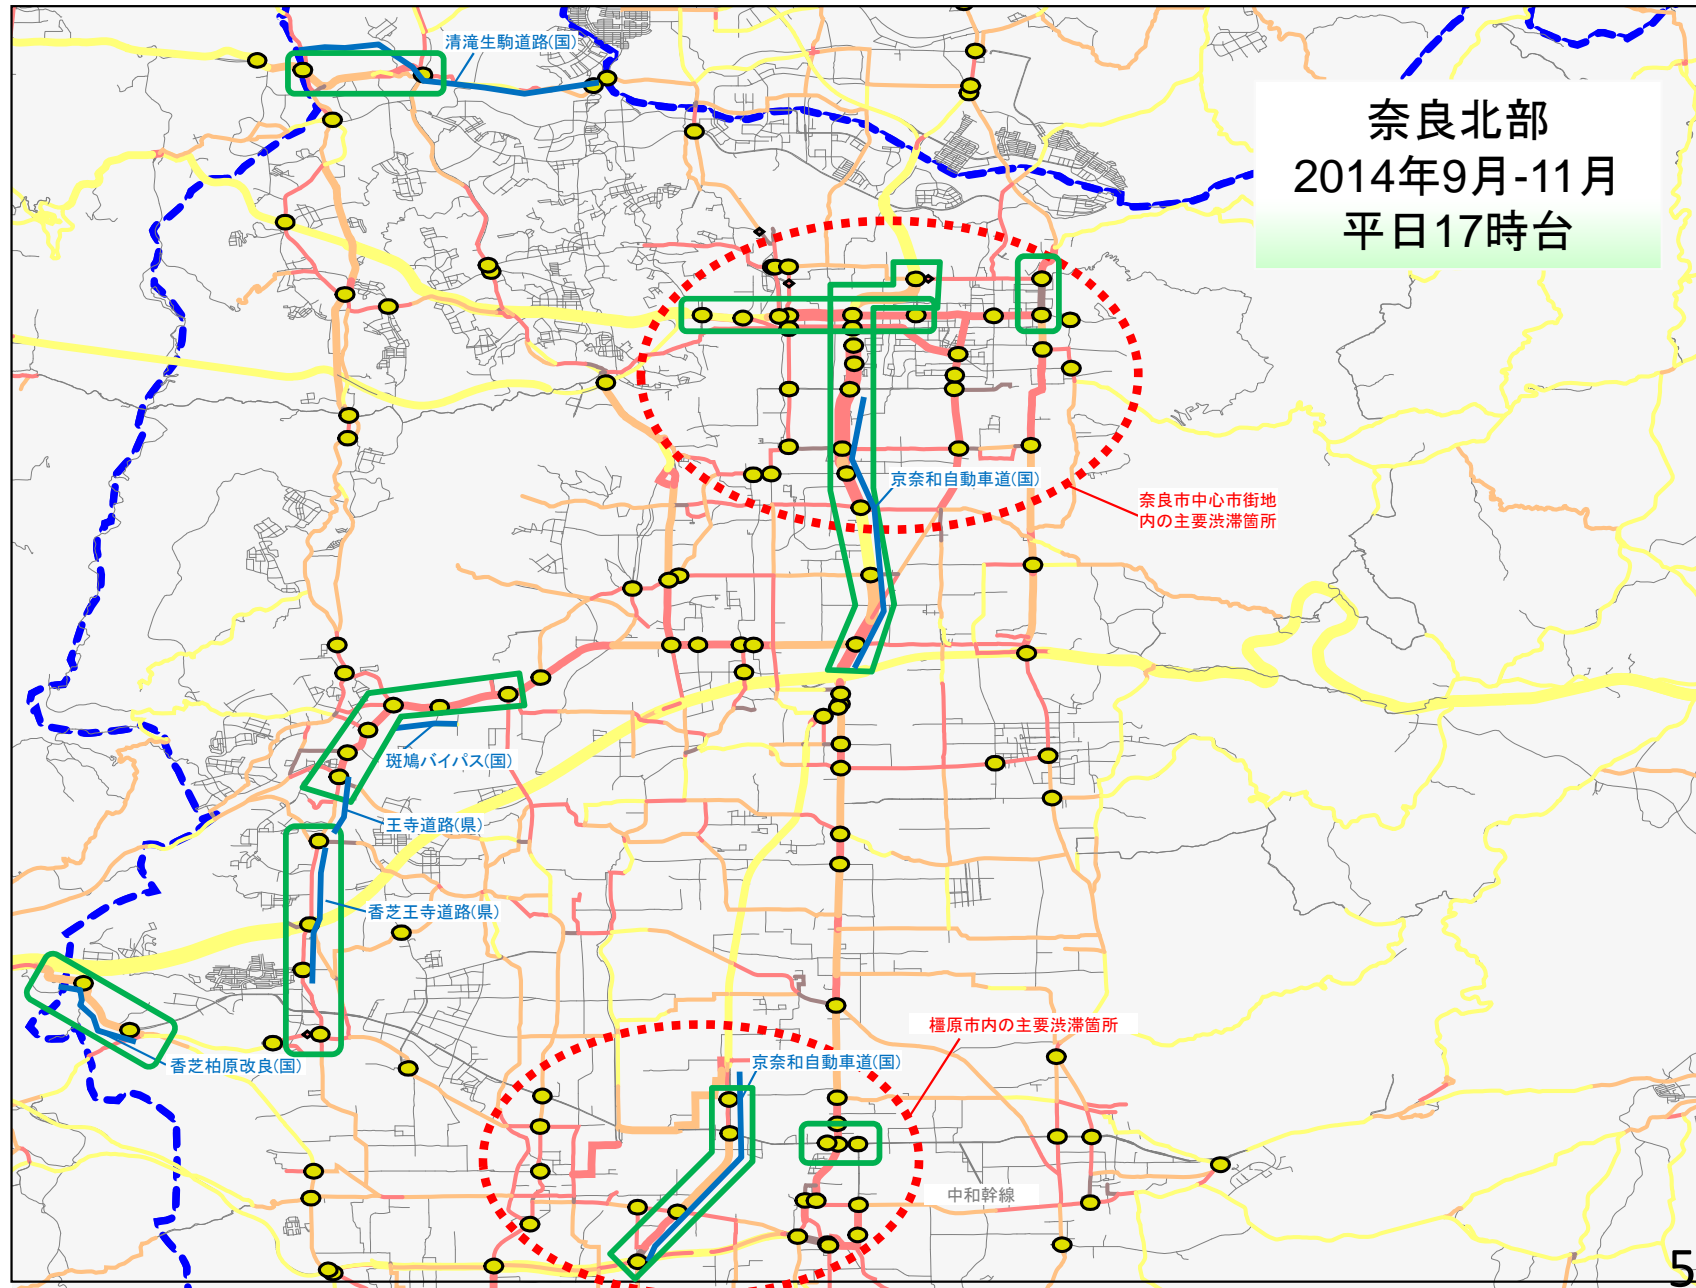 清滝生駒道路(国)
奈良北部
2014年9月-11月
平日17時台
京奈和自動車道(国)
奈良市中心市街地
内の主要渋滞箇所
斑鳩バイパス(国)
王寺道路(県)
香芝王寺道路(県)
橿原市内の主要渋滞箇所
香芝柏原改良(国)
京奈和自動車道(国)
中和幹線
5